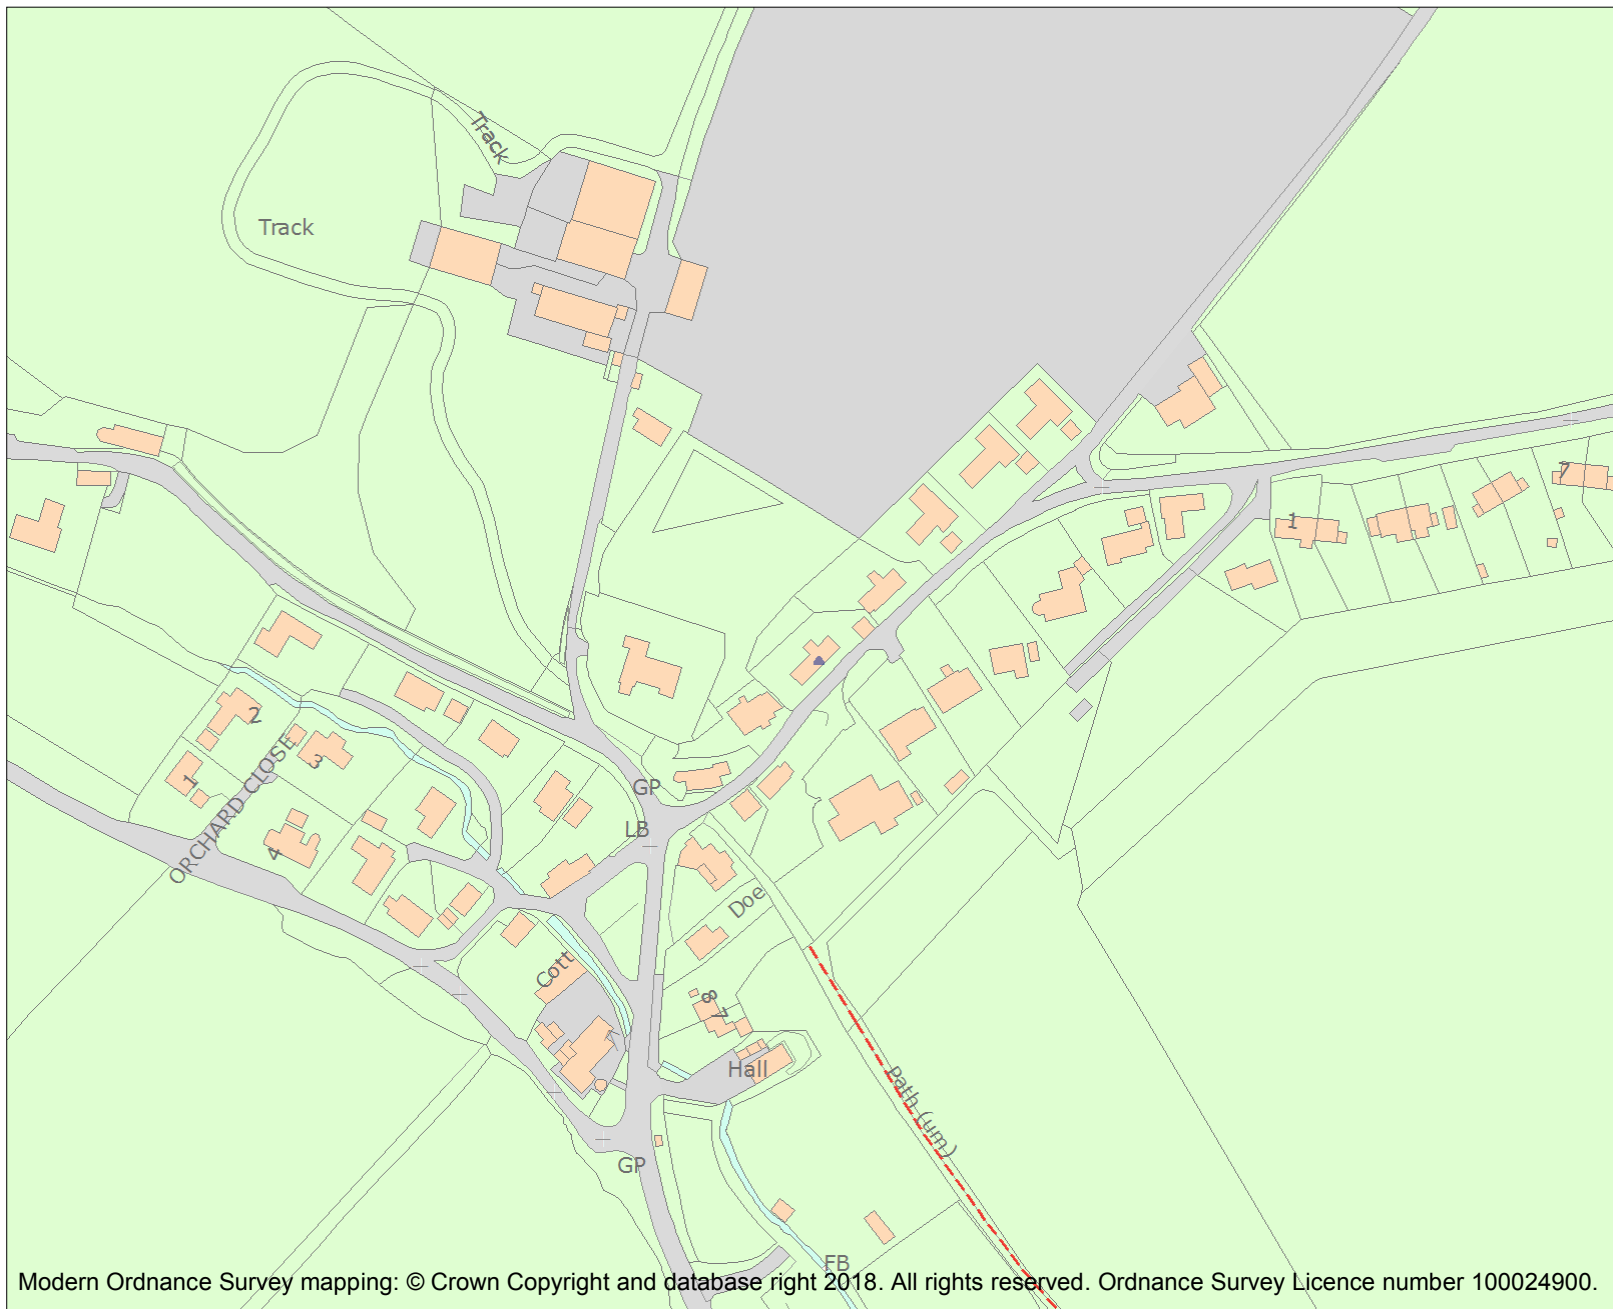 Track
Track
7
1
2
3
1
ORCHARD CLOSE
4
GP
LB
Doe
Cott
8
7
Hall
Path (um)
GP
FB
Modern Ordnance Survey mapping: © Crown Copyright and database right 2018. All rights reserved. Ordnance Survey Licence number 100024900.